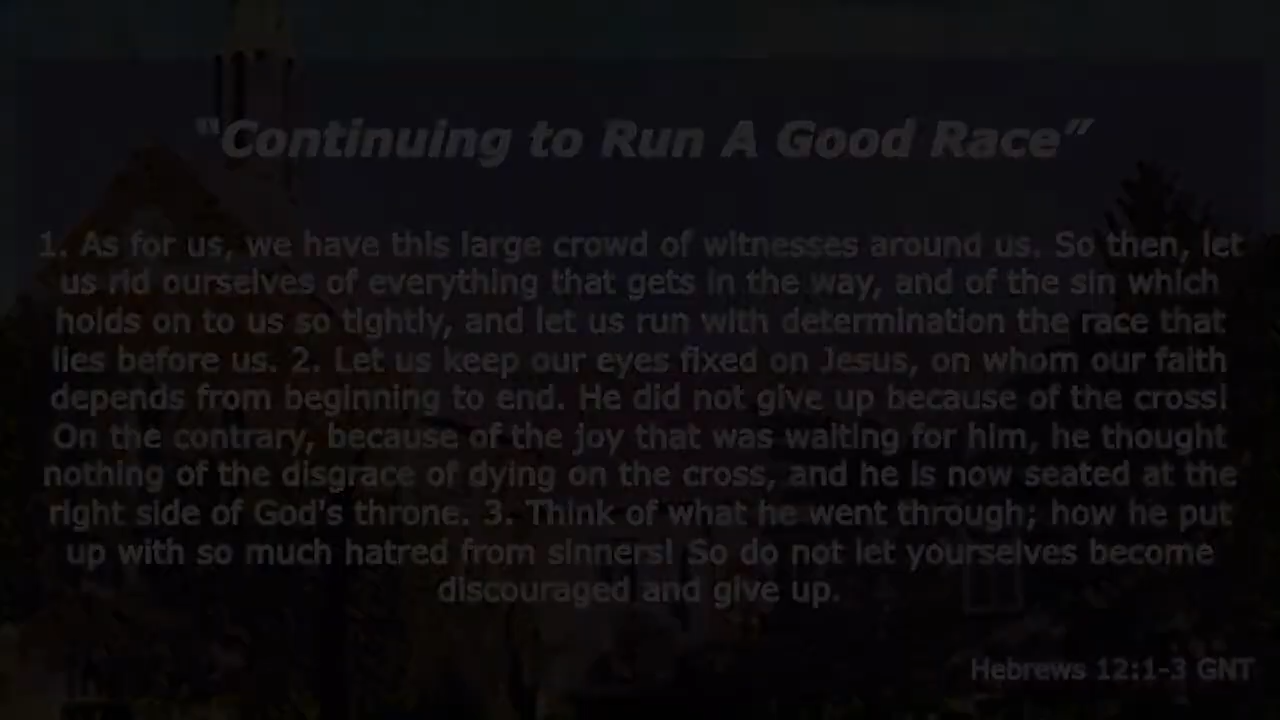 “Continuing to Run A Good Race”
1. As for us, we have this large crowd of witnesses around us. So then, let
us rid ourselves of everything that gets in the way, and of the sin which
holds on to us so tightly, and let us run with determination the race that
lies before us. 2. Let us keep our eyes fixed on Jesus, on whom our faith
depends from beginning to end. He did not give up because of the cross!
On the contrary, because of the joy that was waiting for him, he thought
nothing of the disgrace of dying on the cross, and he is now seated at the
right side of God's throne. 3. Think of what he went through; how he put
up with so much hatred from sinners! So do not let yourselves become
discouraged and give up.
Hebrews 12:1-3 GNT